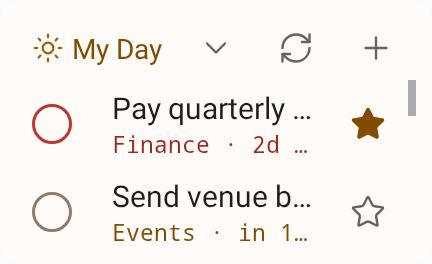 My Day
Pay quarterly …
Finance · 2d …
Send venue b…
Events · in 1…